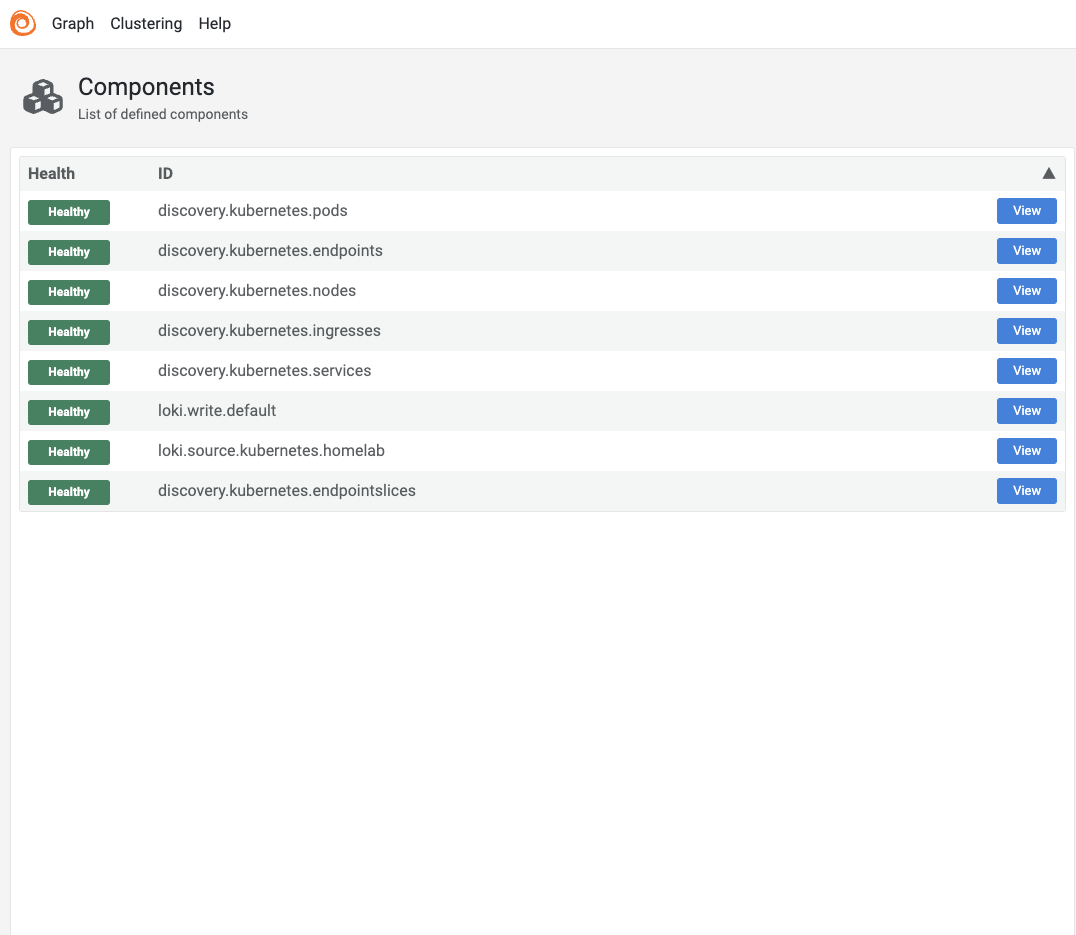 Graph Clustering Help
Components
List of defined components
Health ID
Healthy discovery.kubernetes.pods View
Healthy discovery.kubernetes.endpoints View
Healthy discovery.kubernetes.nodes View
Healthy discovery.kubernetes.ingresses View
Healthy discovery.kubernetes.services View
Healthy loki.write.default View
Healthy loki.source.kubernetes.homelab View
Healthy discovery.kubernetes.endpointslices View